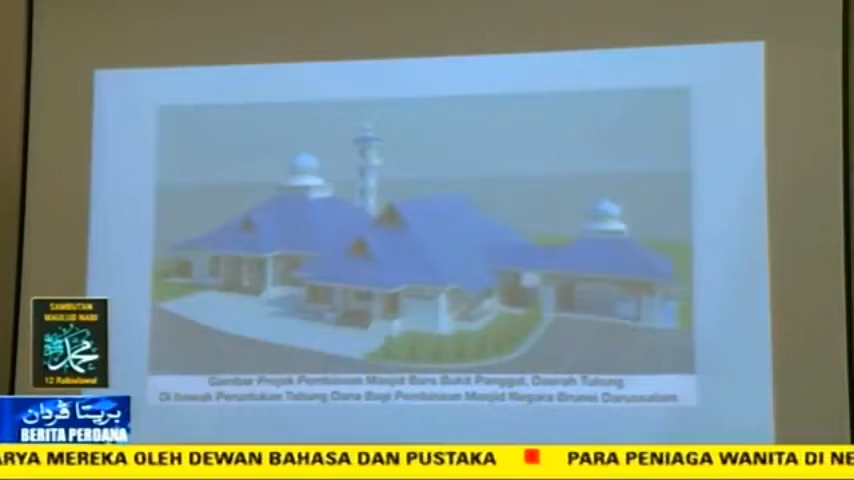 Gambar Projek Pembinaan Masjid Baru Bukit Panggal, Daerah Tutong
Di bawah Peruntukan Tabung Dana Bagi Pembinaan Masjid Negara Brunei Darussalam
SAMBUTAN
MAULUD NABI
محمد
12 Rabiulawal
بريتا ڤردان
BERITA PERDANA
ARYA MEREKA OLEH DEWAN BAHASA DAN PUSTAKA PARA PENIAGA WANITA DI NE